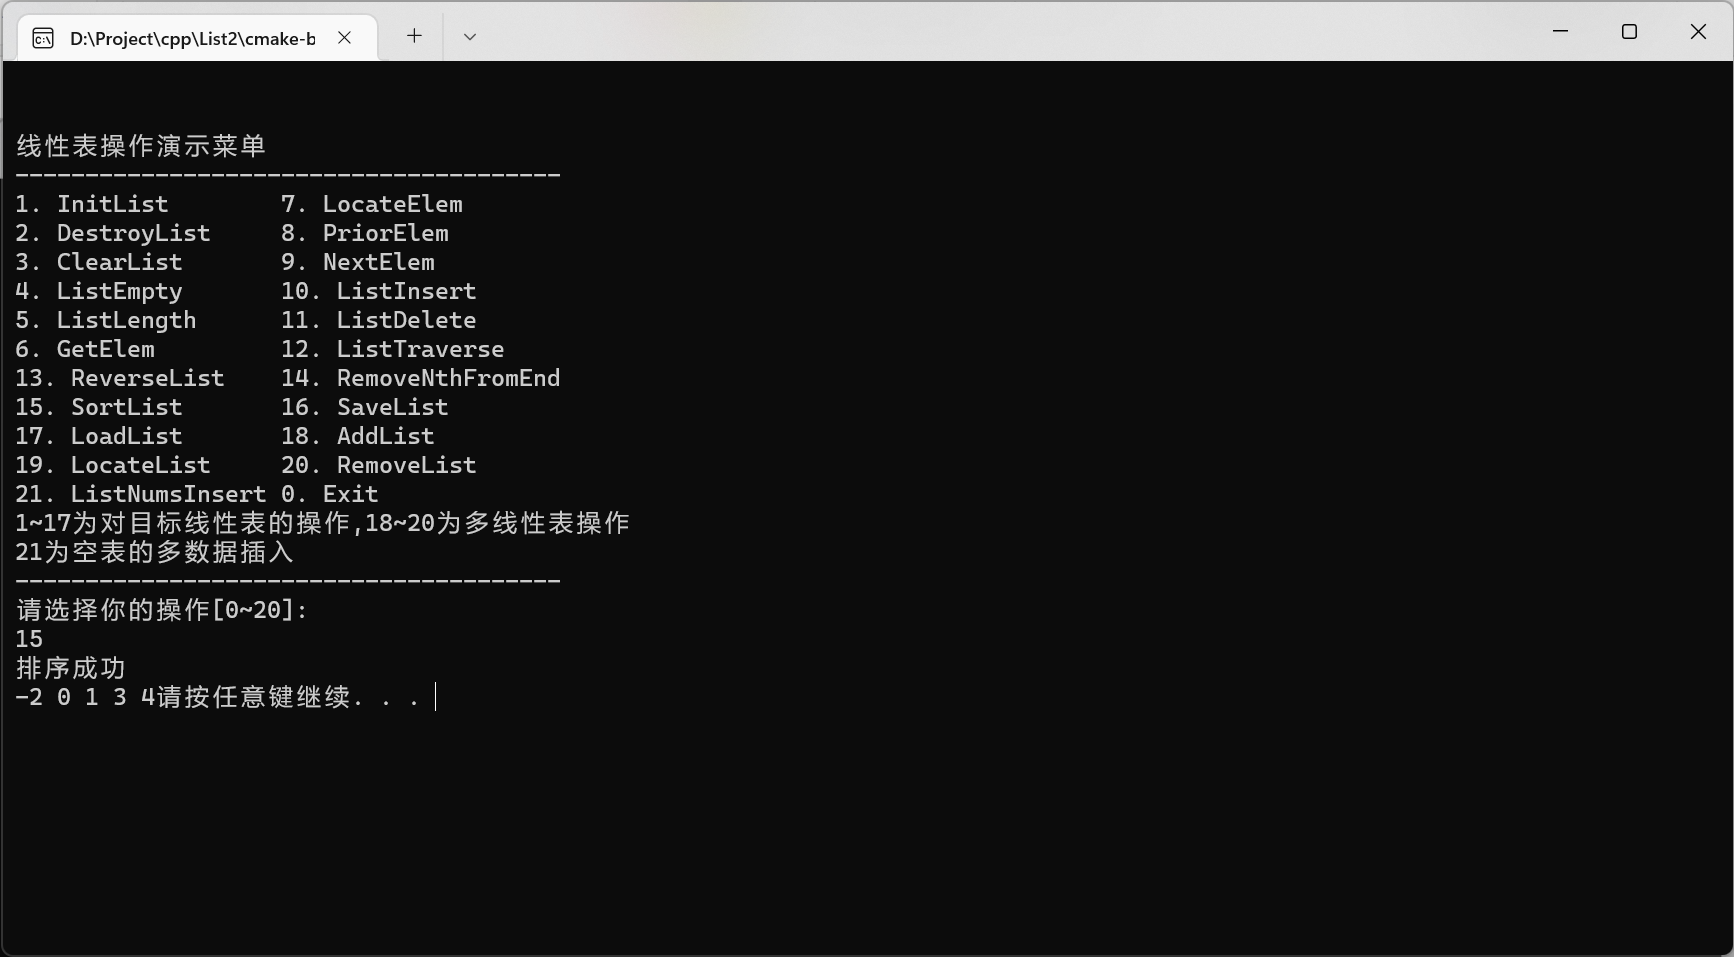 D:\Project\cpp\List2\cmake-b
线性表操作演示菜单
---------------------------------------
1. InitList        7. LocateElem
2. DestroyList     8. PriorElem
3. ClearList       9. NextElem
4. ListEmpty       10. ListInsert
5. ListLength      11. ListDelete
6. GetElem         12. ListTraverse
13. ReverseList    14. RemoveNthFromEnd
15. SortList       16. SaveList
17. LoadList       18. AddList
19. LocateList     20. RemoveList
21. ListNumsInsert 0. Exit
1~17为对目标线性表的操作,18~20为多线性表操作
21为空表的多数据插入
---------------------------------------
请选择你的操作[0~20]:
15
排序成功
-2 0 1 3 4请按任意键继续. . .